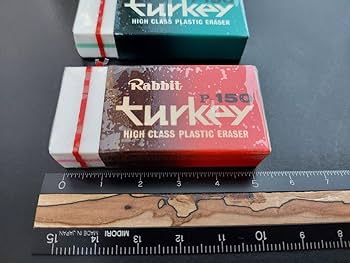 turkey
HIGH CLASS PLASTIC ERASER
Rabbit
turkey P-150
HIGH CLASS PLASTIC ERASER
0 1 2 3 4 5 6 7
15 14 13 12 11 10 9 8
MADE IN JAPAN MIDORI